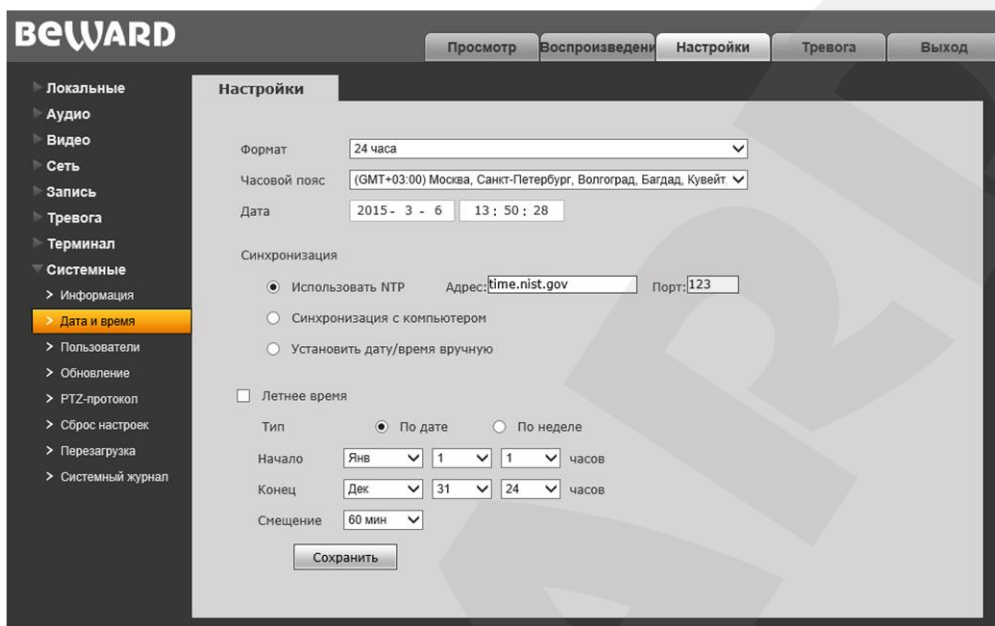 BEWARD
Просмотр Воспроизведени Настройки Тревога Выход
Локальные
Аудио
Видео
Сеть
Запись
Тревога
Терминал
Системные
Информация
Дата и время
Пользователи
Обновление
PTZ-протокол
Сброс настроек
Перезагрузка
Системный журнал
Настройки
Формат 24 часа
Часовой пояс (GMT+03:00) Москва, Санкт-Петербург, Волгоград, Багдад, Кувейт
Дата 2015- 3 - 6 13: 50: 28
Синхронизация
Использовать NTP Адрес: time.nist.gov Порт: 123
Синхронизация с компьютером
Установить дату/время вручную
Летнее время
Тип По дате По неделе
Начало Янв 1 1 часов
Конец Дек 31 24 часов
Смещение 60 мин
Сохранить